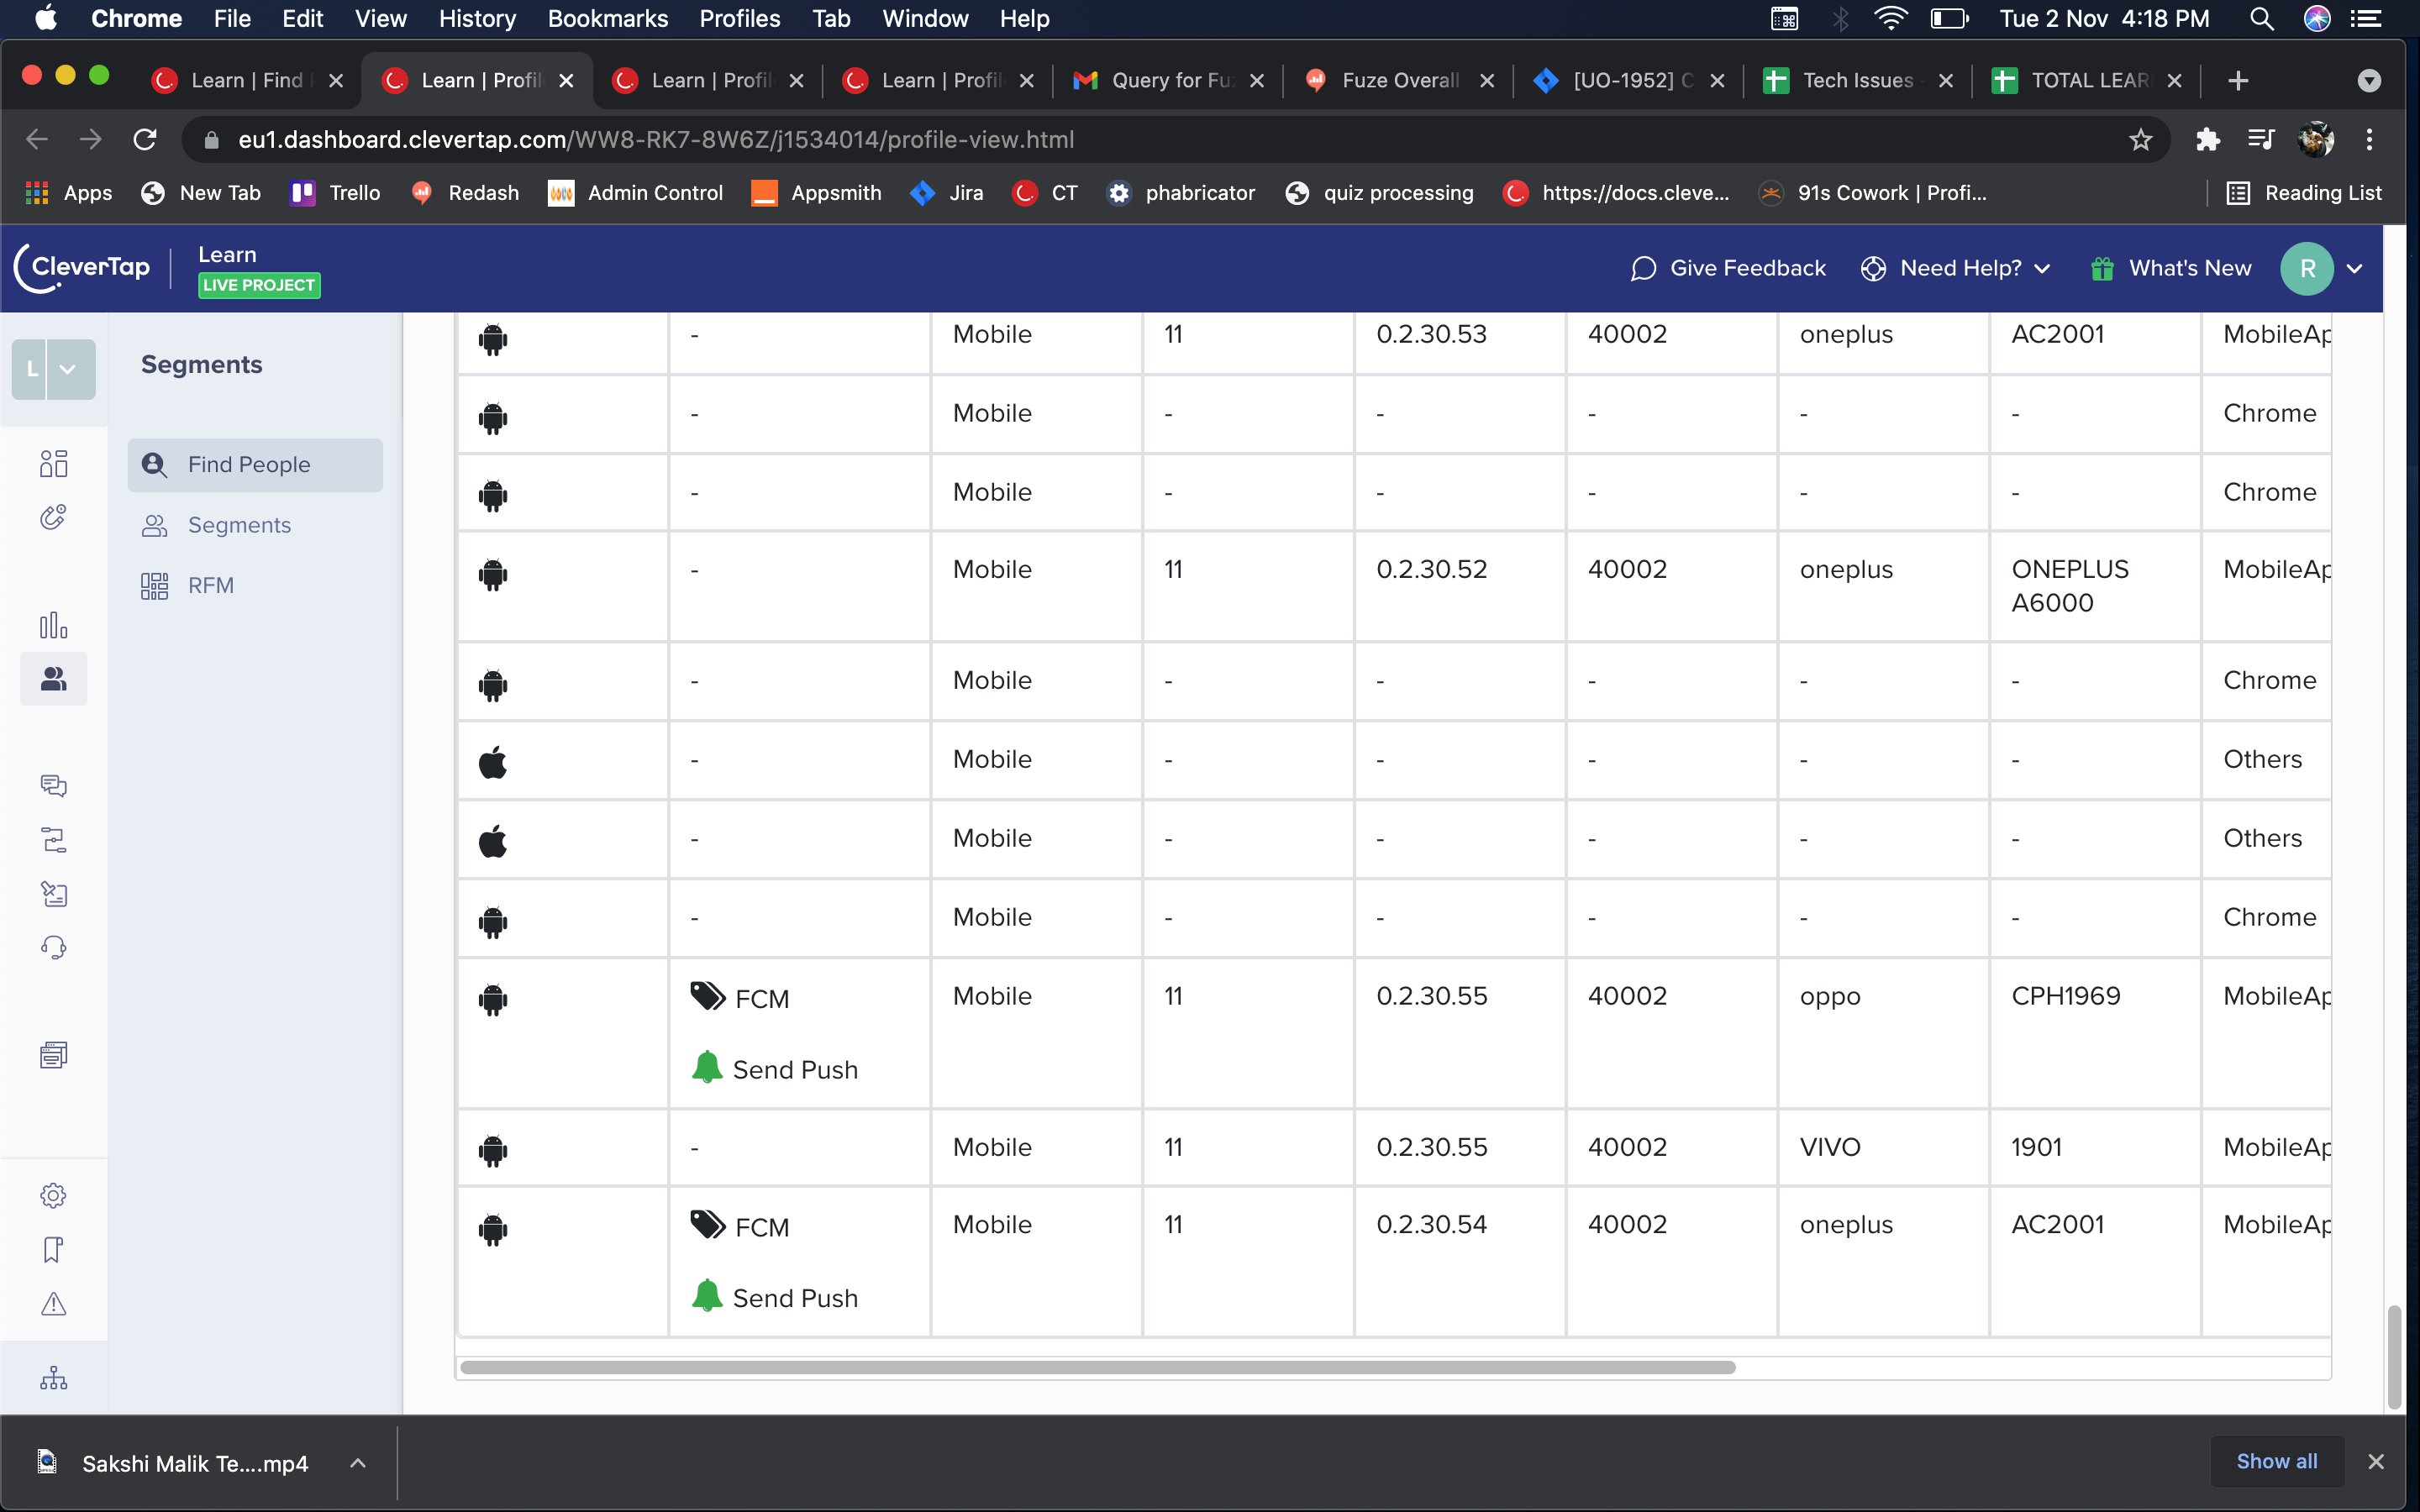 Chrome File Edit View History Bookmarks Profiles Tab Window Help Tue 2 Nov 4:18 PM
Learn | Find Learn | Profil Learn | Profil Learn | Profil Query for Fuz Fuze Overall [UO-1952] C Tech Issues - TOTAL LEAR
eu1.dashboard.clevertap.com/WW8-RK7-8W6Z/j1534014/profile-view.html
Apps New Tab Trello Redash Admin Control Appsmith Jira CT phabricator quiz processing https://docs.cleve... 91s Cowork | Profi... Reading List
CleverTap Learn Give Feedback Need Help? What's New R
LIVE PROJECT
L Segments
Find People
Segments
RFM
- Mobile 11 0.2.30.53 40002 oneplus AC2001 MobileAp
- Mobile - - - - - Chrome
- Mobile - - - - - Chrome
- Mobile 11 0.2.30.52 40002 oneplus ONEPLUS MobileAp
A6000
- Mobile - - - - - Chrome
- Mobile - - - - - Others
- Mobile - - - - - Others
- Mobile - - - - - Chrome
FCM Mobile 11 0.2.30.55 40002 oppo CPH1969 MobileAp
Send Push
- Mobile 11 0.2.30.55 40002 VIVO 1901 MobileAp
FCM Mobile 11 0.2.30.54 40002 oneplus AC2001 MobileAp
Send Push
Sakshi Malik Te....mp4 Show all